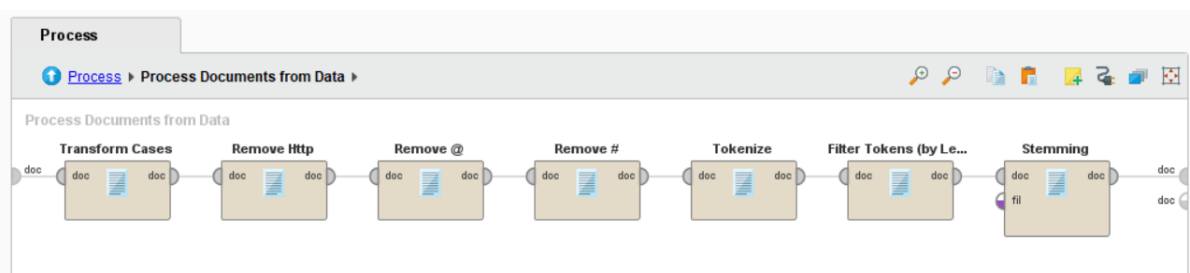 Process
Process ▸ Process Documents from Data ▸
Process Documents from Data
Transform Cases Remove Http Remove @ Remove # Tokenize Filter Tokens (by Le... Stemming
doc doc doc doc doc doc doc doc doc doc doc doc doc doc doc doc
fil doc